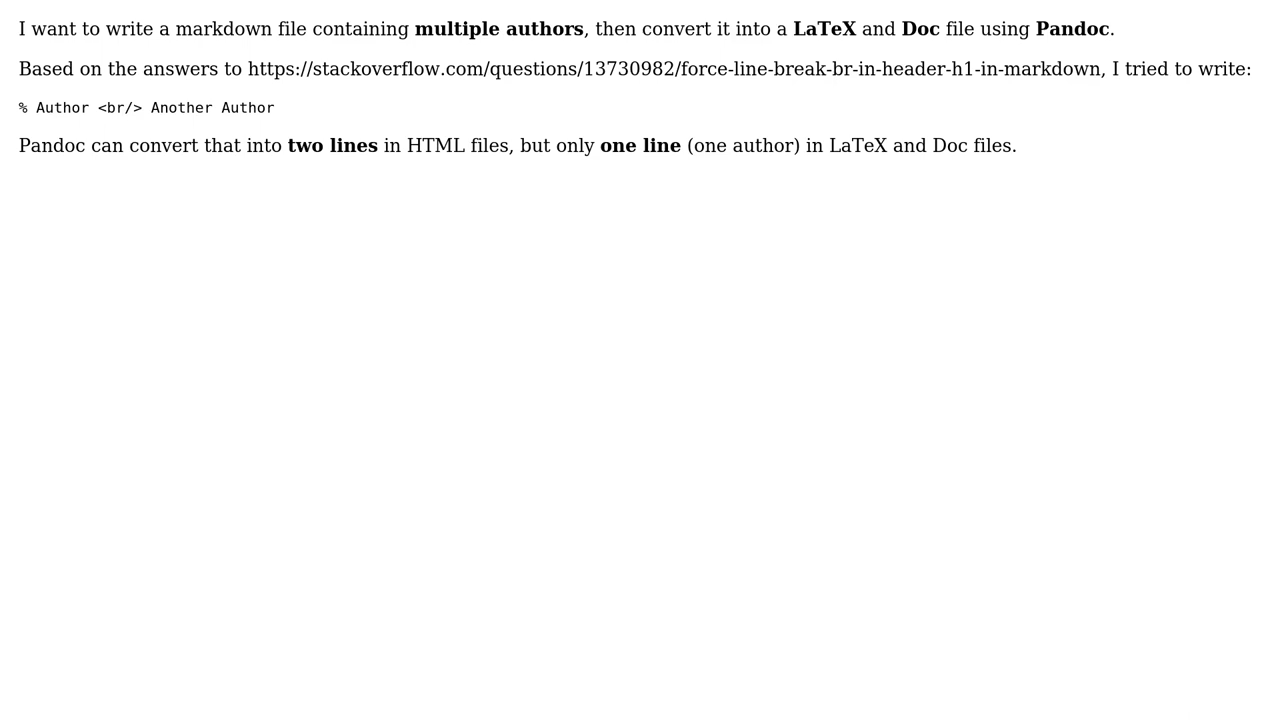 I want to write a markdown file containing multiple authors, then convert it into a LaTeX and Doc file using Pandoc.
Based on the answers to https://stackoverflow.com/questions/13730982/force-line-break-br-in-header-h1-in-markdown, I tried to write:
% Author <br/> Another Author
Pandoc can convert that into two lines in HTML files, but only one line (one author) in LaTeX and Doc files.